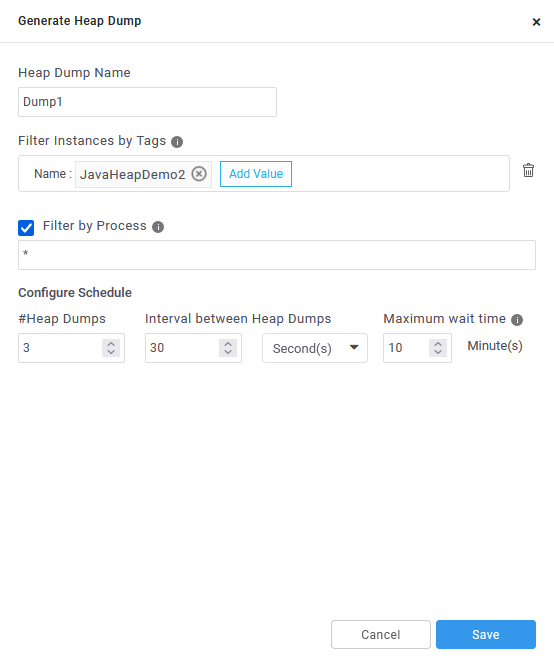 Generate Heap Dump ×
Heap Dump Name
Dump1
Filter Instances by Tags i
Name : JavaHeapDemo2 Add Value
Filter by Process i
*
Configure Schedule
#Heap Dumps Interval between Heap Dumps Maximum wait time i
3 30 Second(s) 10 Minute(s)
Cancel Save